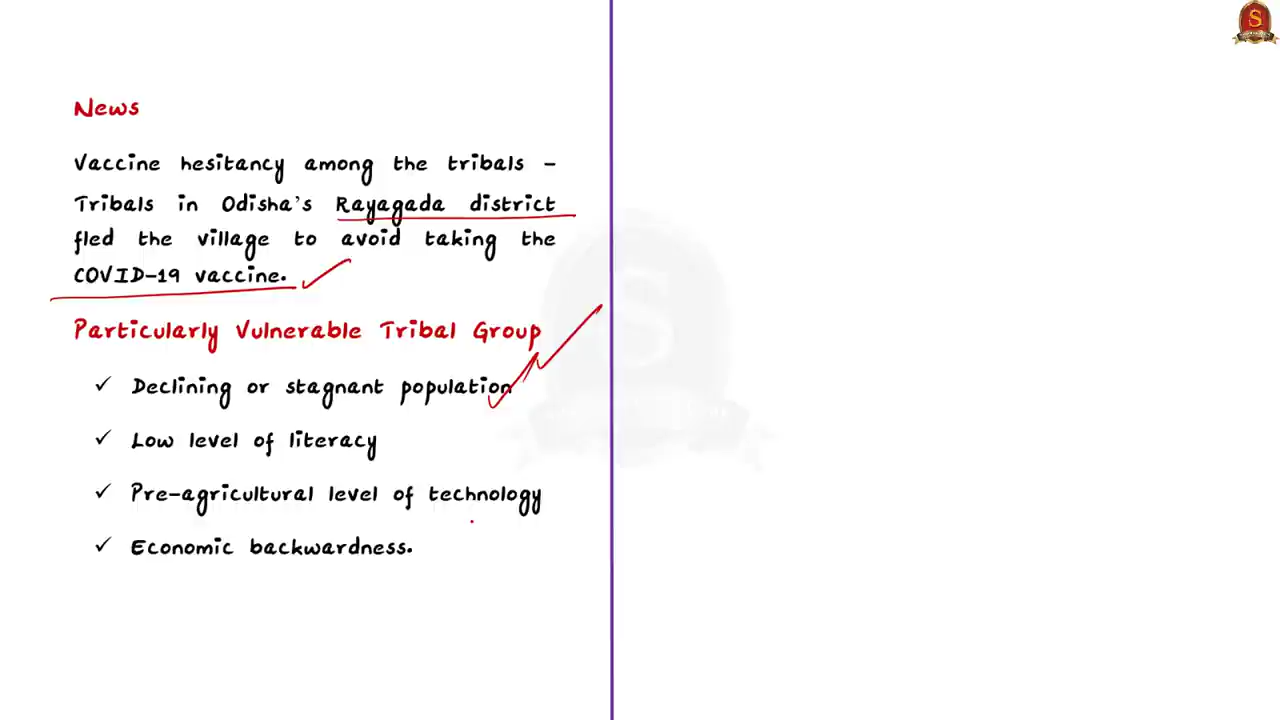 S
News
Vaccine hesitancy among the tribals –
Tribals in Odisha's Rayagada district
fled the village to avoid taking the
COVID-19 vaccine.
Particularly Vulnerable Tribal Group
✓ Declining or stagnant population
✓ Low level of literacy
✓ Pre-agricultural level of technology
✓ Economic backwardness.